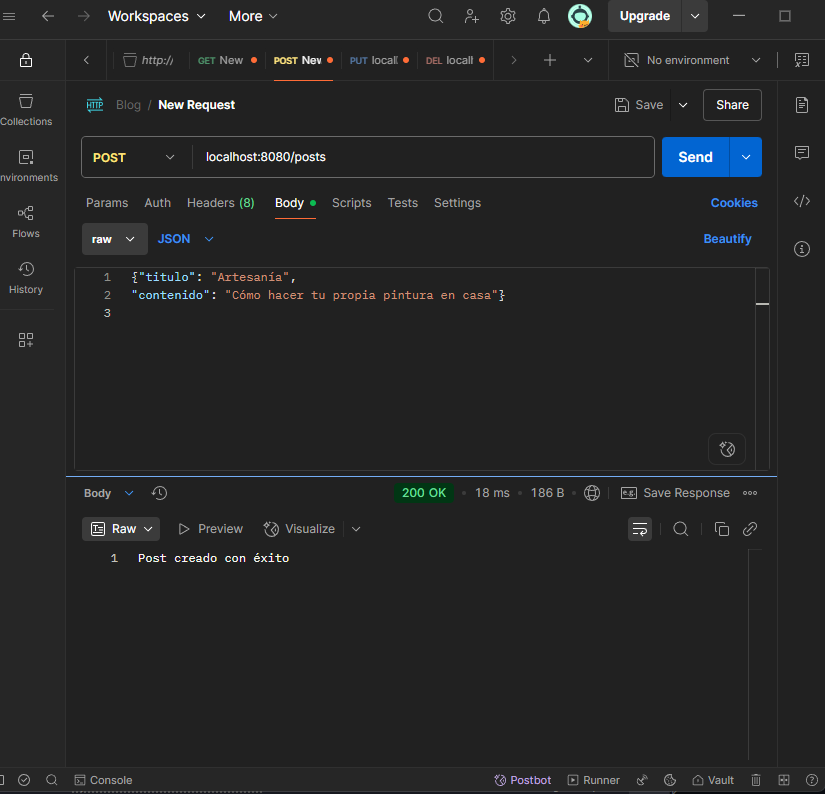 Workspaces More Upgrade
http:// GET New POST New PUT local DEL locall No environment
Collections
Blog / New Request Save Share
nvironments
POST localhost:8080/posts Send
Flows
Params Auth Headers (8) Body Scripts Tests Settings Cookies
History
raw JSON Beautify
1 {"titulo": "Artesanía",
2 "contenido": "Cómo hacer tu propia pintura en casa"}
3
Body 200 OK • 18 ms • 186 B • e.g. Save Response
Raw Preview Visualize
1 Post creado con éxito
Console Postbot Runner Vault